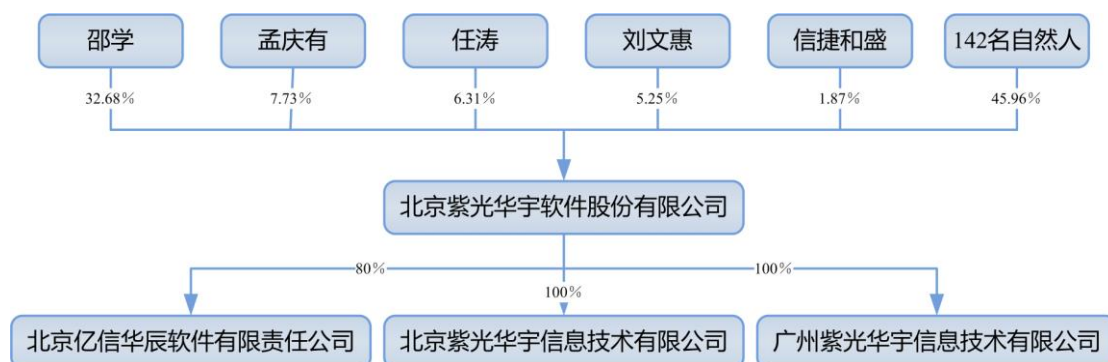 邵学
孟庆有
任涛
刘文惠
信捷和盛
142名自然人
32.68%
7.73%
6.31%
5.25%
1.87%
45.96%
北京紫光华宇软件股份有限公司
80%
100%
100%
北京亿信华辰软件有限责任公司
北京紫光华宇信息技术有限公司
广州紫光华宇信息技术有限公司